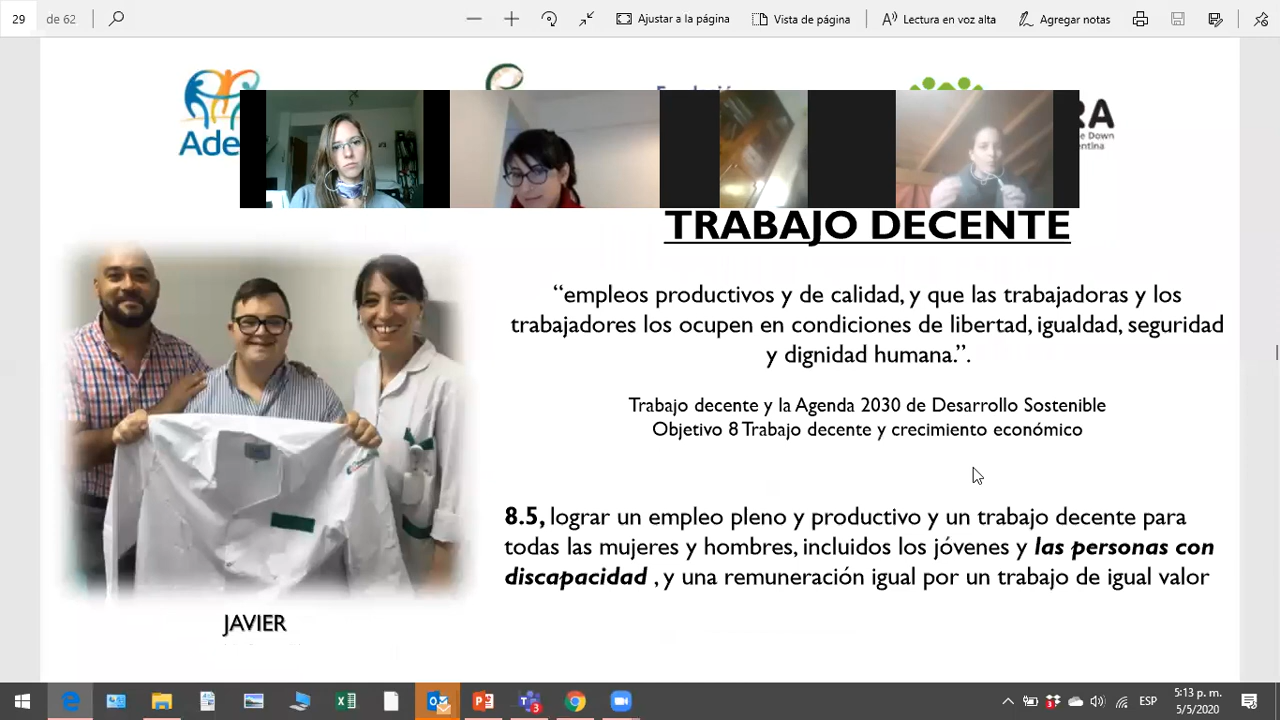 29 de 62 Ajustar a la página Vista de página Lectura en voz alta Agregar notas
Ade
RA
e Down
entina
TRABAJO DECENTE
“empleos productivos y de calidad, y que las trabajadoras y los
trabajadores los ocupen en condiciones de libertad, igualdad, seguridad
y dignidad humana.”.
Trabajo decente y la Agenda 2030 de Desarrollo Sostenible
Objetivo 8 Trabajo decente y crecimiento económico
8.5, lograr un empleo pleno y productivo y un trabajo decente para
todas las mujeres y hombres, incluidos los jóvenes y las personas con
discapacidad , y una remuneración igual por un trabajo de igual valor
JAVIER
ESP
5:13 p. m.
5/5/2020